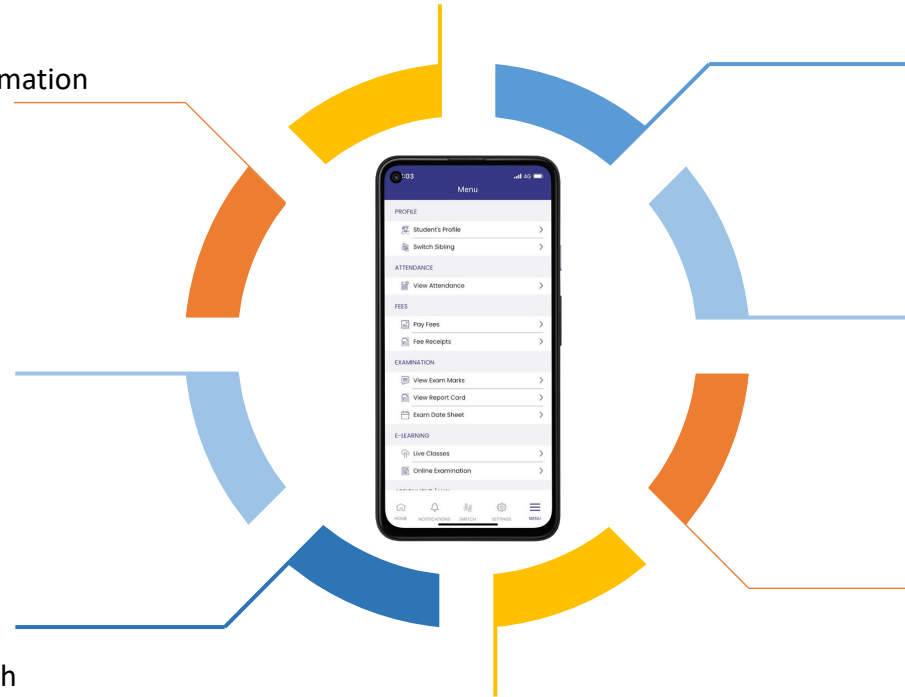 mation
:03
4G
Menu
PROFILE
Student's Profile
Switch Sibling
ATTENDANCE
View Attendance
FEES
Pay Fees
Fee Receipts
EXAMINATION
View Exam Marks
View Report Card
Exam Date Sheet
E-LEARNING
Live Classes
Online Examination
HOME NOTIFICATIONS SWITCH SETTINGS MENU
h